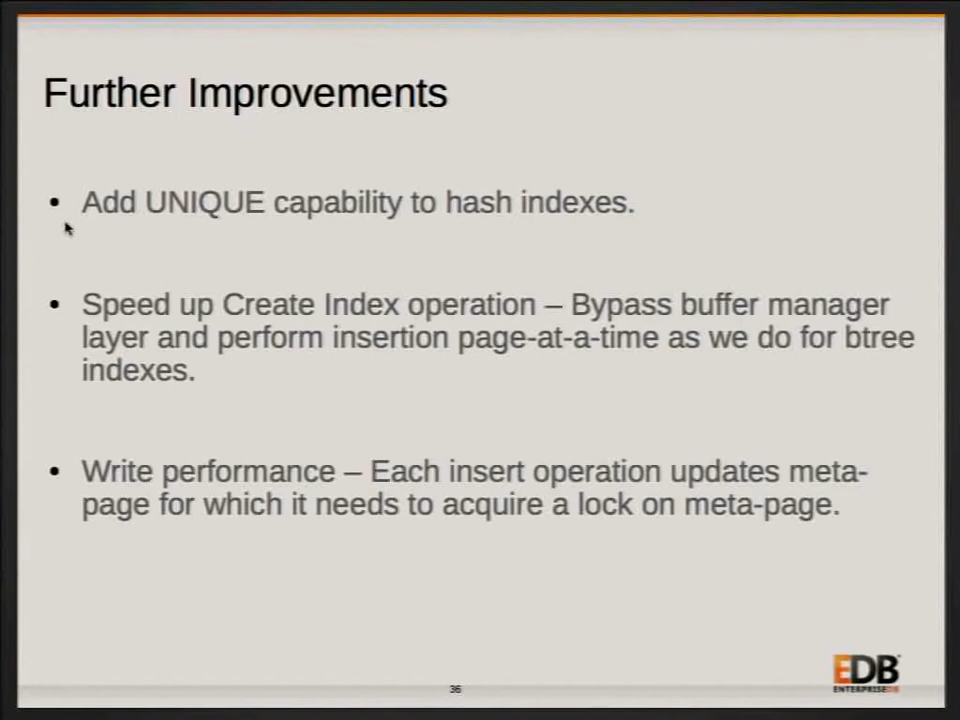 Further Improvements
• Add UNIQUE capability to hash indexes.
• Speed up Create Index operation – Bypass buffer manager
layer and perform insertion page-at-a-time as we do for btree
indexes.
• Write performance – Each insert operation updates meta-
page for which it needs to acquire a lock on meta-page.
36
EDB
ENTERPRISEDB